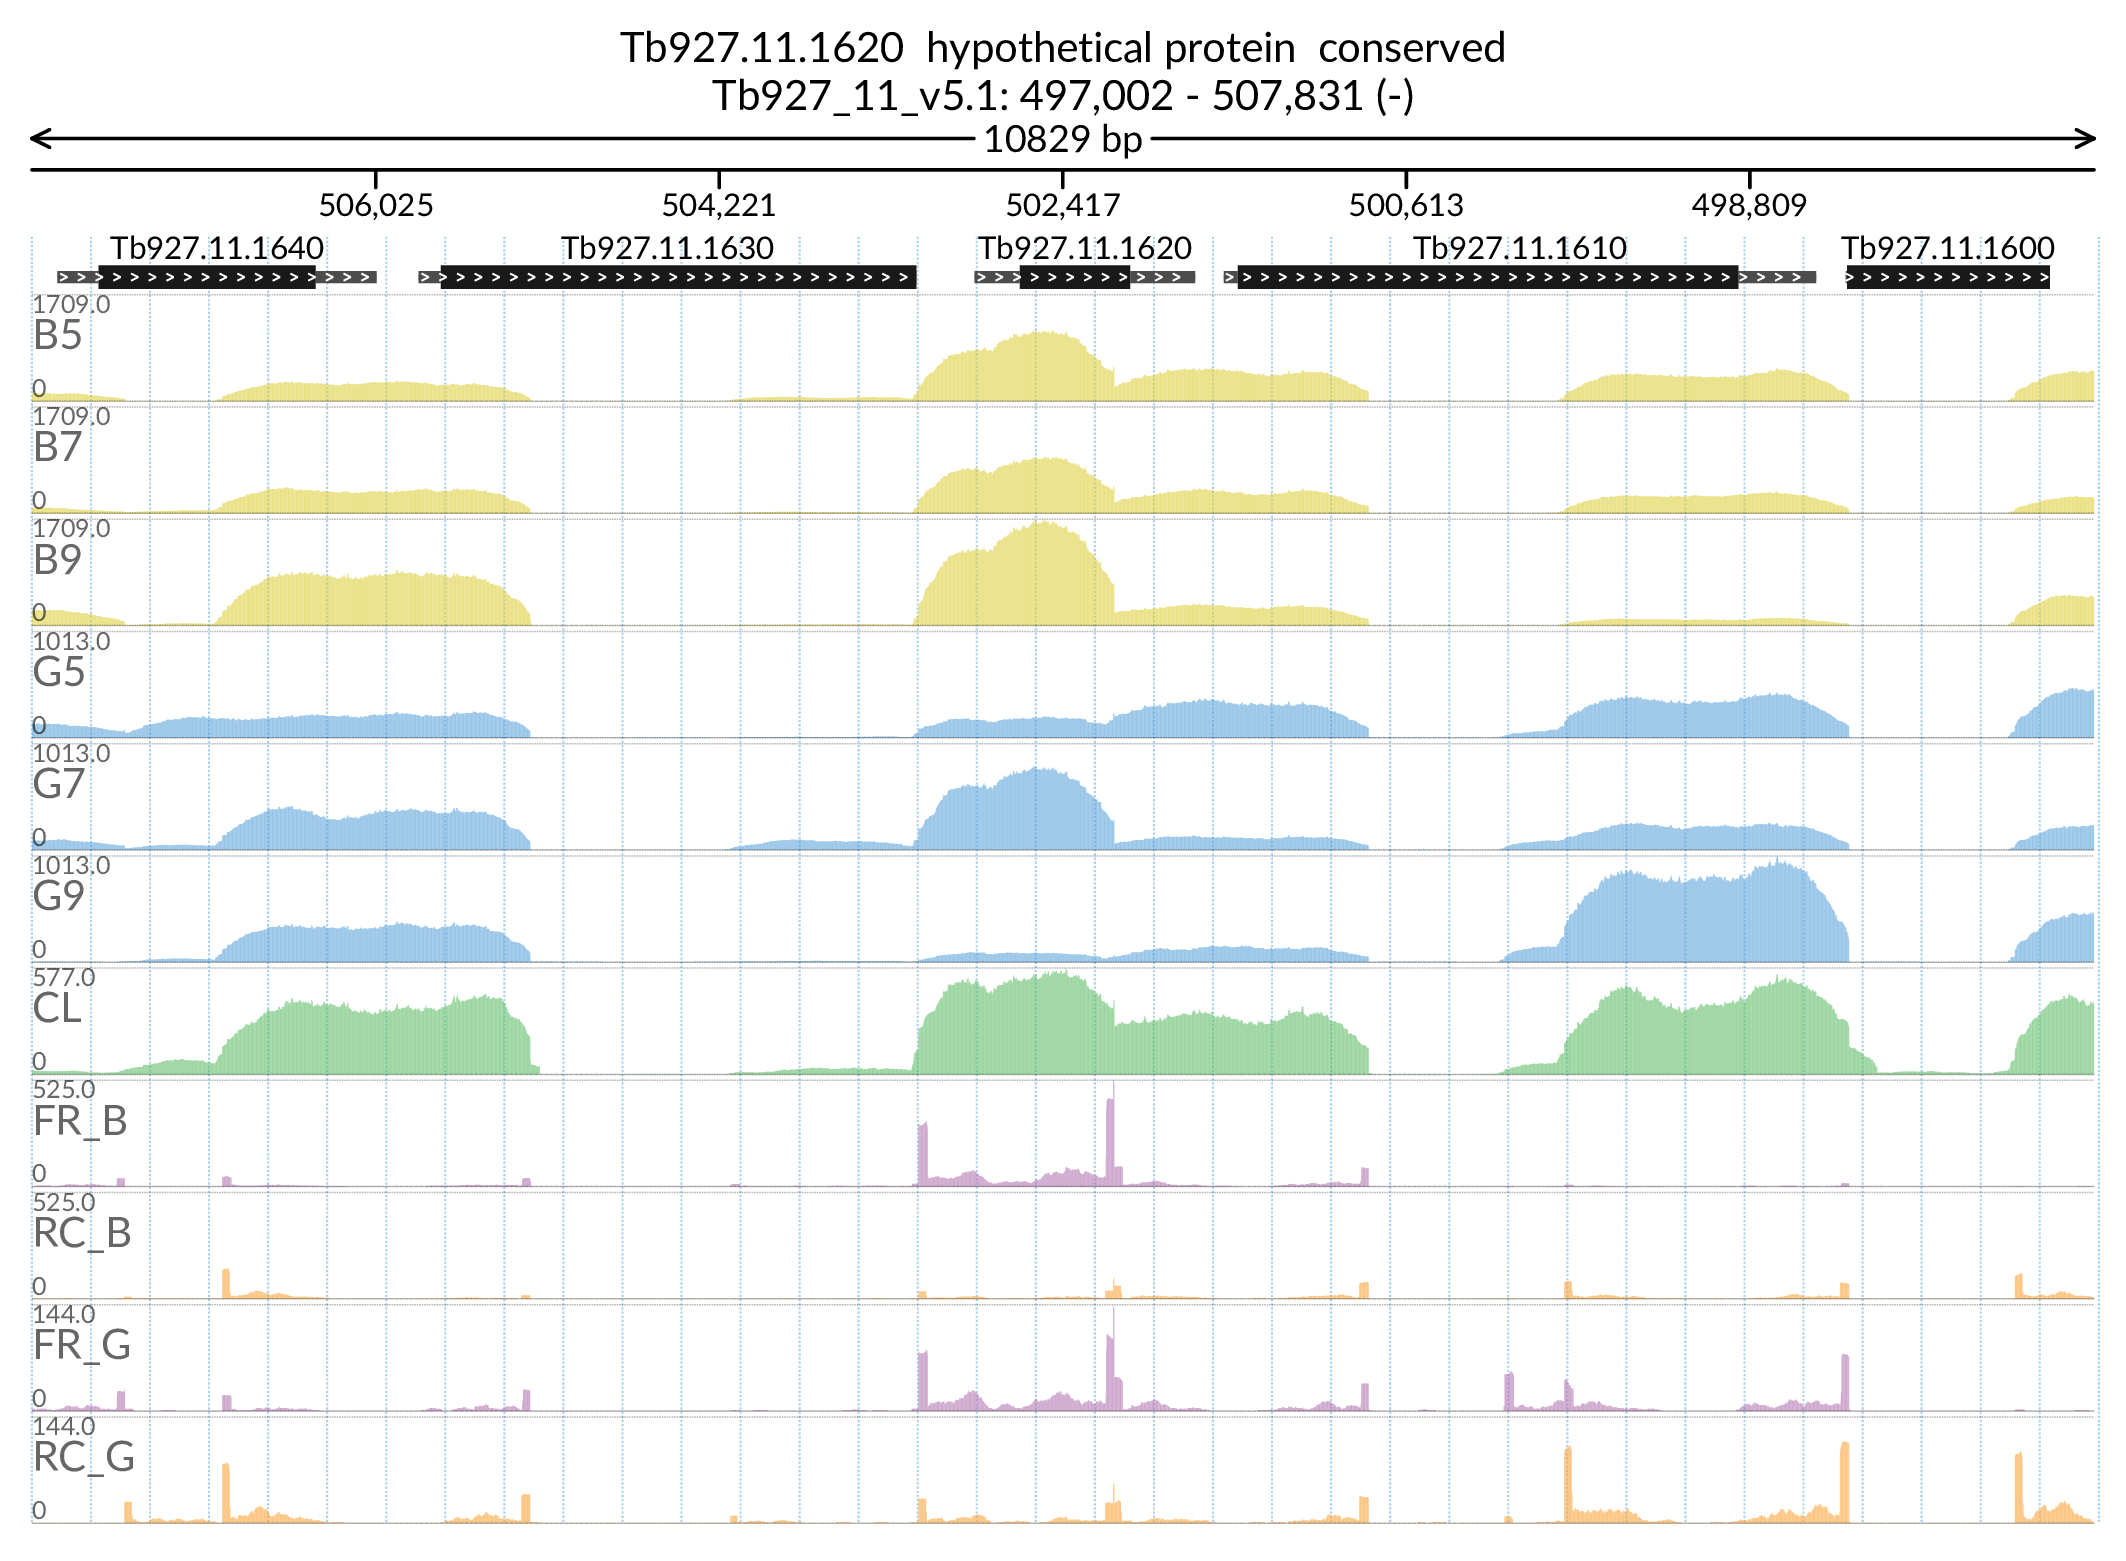 Tb927.11.1620 hypothetical protein conserved
Tb927_11_v5.1: 497,002 - 507,831 (-)
10829 bp
506,025 504,221 502,417 500,613 498,809
Tb927.11.1640 Tb927.11.1630 Tb927.11.1620 Tb927.11.1610 Tb927.11.1600
1709.0
B5
0
1709.0
B7
0
1709.0
B9
0
1013.0
G5
0
1013.0
G7
0
1013.0
G9
0
577.0
CL
0
525.0
FR_B
0
525.0
RC_B
0
144.0
FR_G
0
144.0
RC_G
0